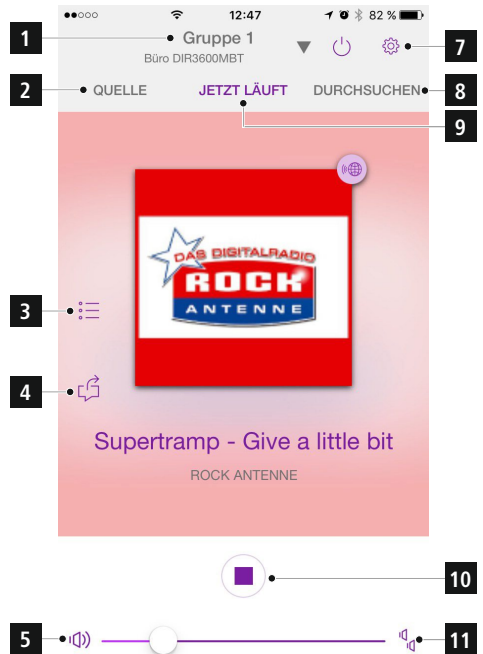 12:47 82 %
1 Gruppe 1 7
Büro DIR3600MBT
2 QUELLE JETZT LÄUFT DURCHSUCHEN 8
9
DAS DIGITALRADIO
ROCK
ANTENNE
3
4
Supertramp - Give a little bit
ROCK ANTENNE
10
5 11